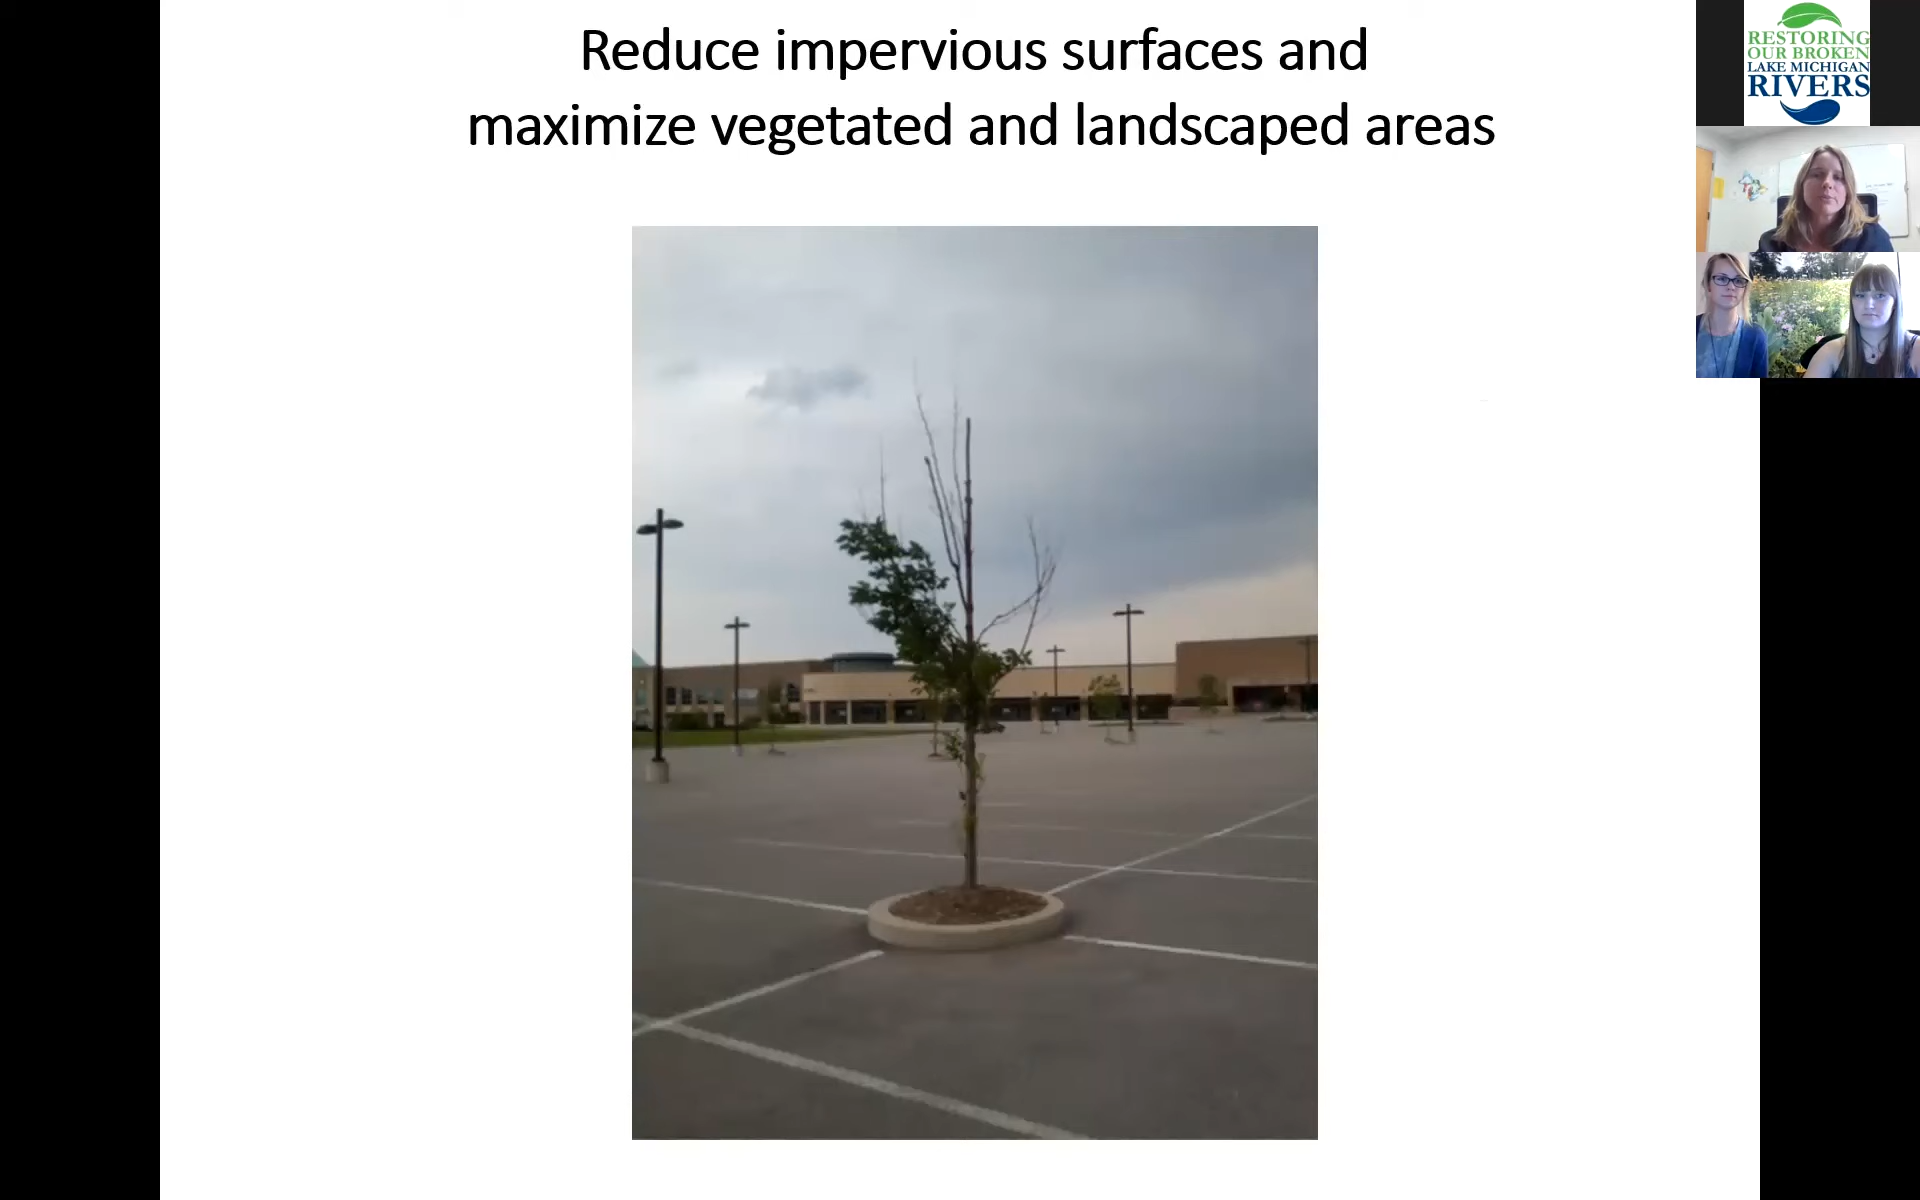 Reduce impervious surfaces and
maximize vegetated and landscaped areas
RESTORING
OUR BROKEN
LAKE MICHIGAN
RIVERS